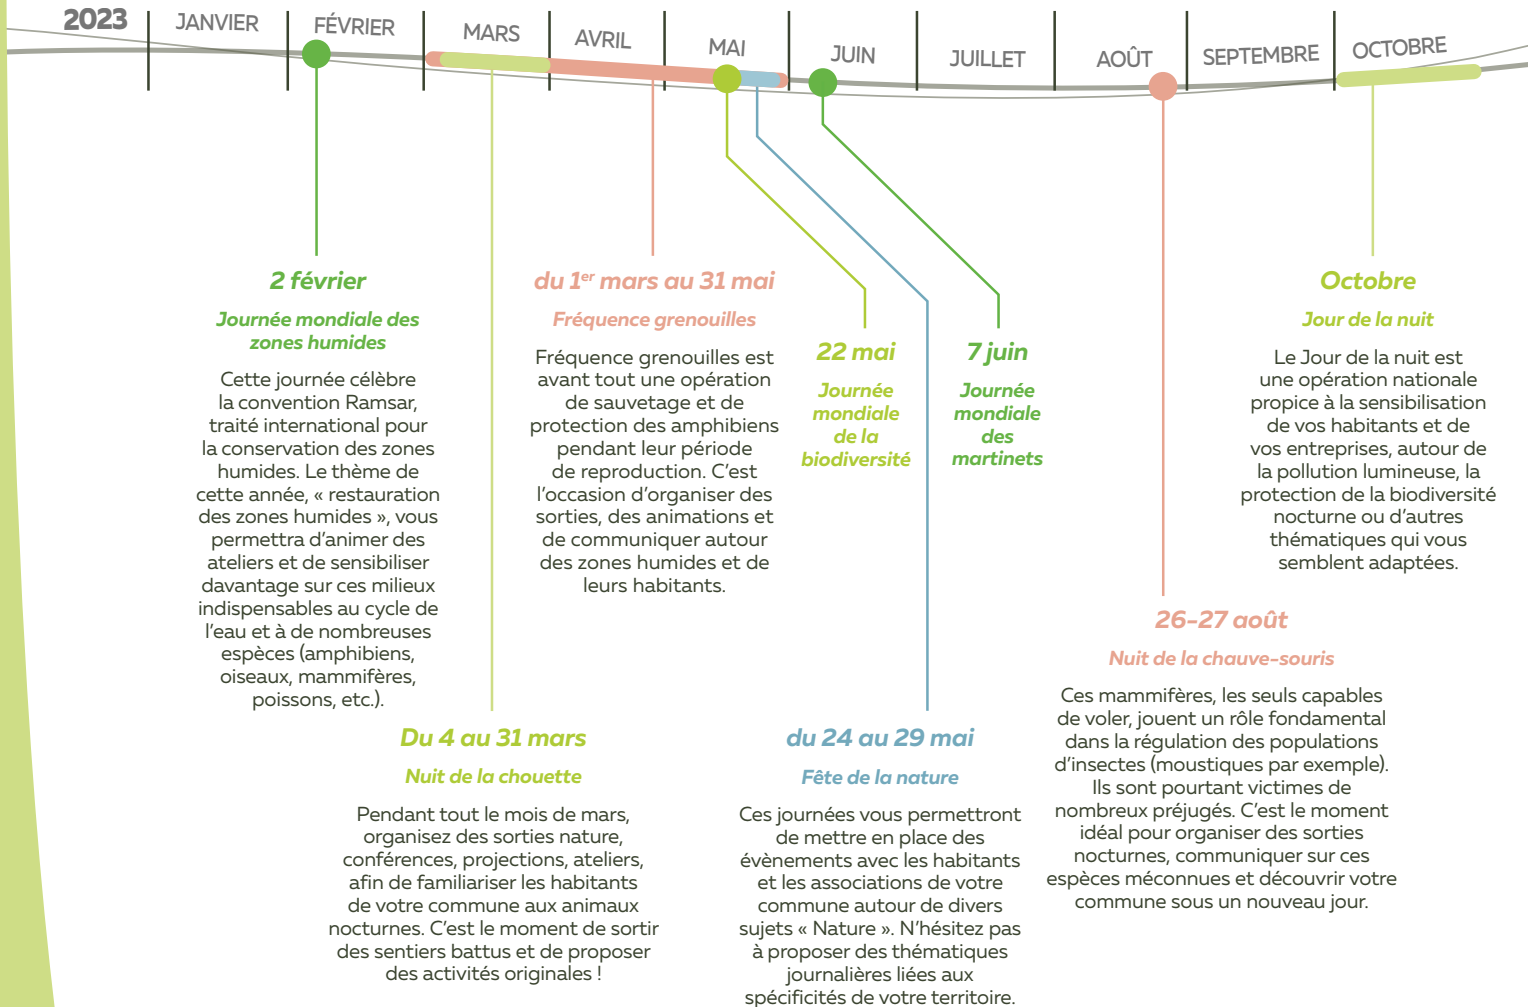 2023
JANVIER
FÉVRIER
MARS
AVRIL
MAI
JUIN
JUILLET
AOÛT
SEPTEMBRE
OCTOBRE
2 février
Journée mondiale des
zones humides
Cette journée célèbre
la convention Ramsar,
traité international pour
la conservation des zones
humides. Le thème de
cette année, « restauration
des zones humides », vous
permettra d’animer des
ateliers et de sensibiliser
davantage sur ces milieux
indispensables au cycle de
l’eau et à de nombreuses
espèces (amphibiens,
oiseaux, mammifères,
poissons, etc.).
Du 4 au 31 mars
Nuit de la chouette
Pendant tout le mois de mars,
organisez des sorties nature,
conférences, projections, ateliers,
afin de familiariser les habitants
de votre commune aux animaux
nocturnes. C’est le moment de sortir
des sentiers battus et de proposer
des activités originales !
du 1er mars au 31 mai
Fréquence grenouilles
Fréquence grenouilles est
avant tout une opération
de sauvetage et de
protection des amphibiens
pendant leur période
de reproduction. C’est
l’occasion d’organiser des
sorties, des animations et
de communiquer autour
des zones humides et de
leurs habitants.
22 mai
Journée
mondiale
de la
biodiversité
du 24 au 29 mai
Fête de la nature
Ces journées vous permettront
de mettre en place des
évènements avec les habitants
et les associations de votre
commune autour de divers
sujets « Nature ». N’hésitez pas
à proposer des thématiques
journalières liées aux
spécificités de votre territoire.
7 juin
Journée
mondiale
des
martinets
26-27 août
Nuit de la chauve-souris
Ces mammifères, les seuls capables
de voler, jouent un rôle fondamental
dans la régulation des populations
d’insectes (moustiques par exemple).
Ils sont pourtant victimes de
nombreux préjugés. C’est le moment
idéal pour organiser des sorties
nocturnes, communiquer sur ces
espèces méconnues et découvrir votre
commune sous un nouveau jour.
Octobre
Jour de la nuit
Le Jour de la nuit est
une opération nationale
propice à la sensibilisation
de vos habitants et de
vos entreprises, autour de
la pollution lumineuse, la
protection de la biodiversité
nocturne ou d’autres
thématiques qui vous
semblent adaptées.